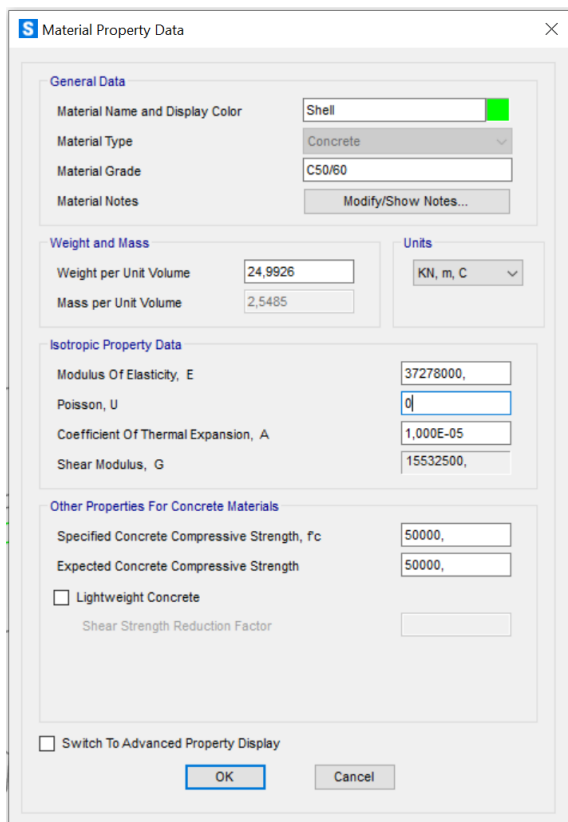 S Material Property Data
General Data
Material Name and Display Color Shell
Material Type Concrete
Material Grade C50/60
Material Notes Modify/Show Notes...
Weight and Mass Units
Weight per Unit Volume 24,9926 KN, m, C
Mass per Unit Volume 2,5485
Isotropic Property Data
Modulus Of Elasticity, E 37278000,
Poisson, U 0
Coefficient Of Thermal Expansion, A 1,000E-05
Shear Modulus, G 15532500,
Other Properties For Concrete Materials
Specified Concrete Compressive Strength, f'c 50000,
Expected Concrete Compressive Strength 50000,
Lightweight Concrete
Shear Strength Reduction Factor
Switch To Advanced Property Display
OK Cancel